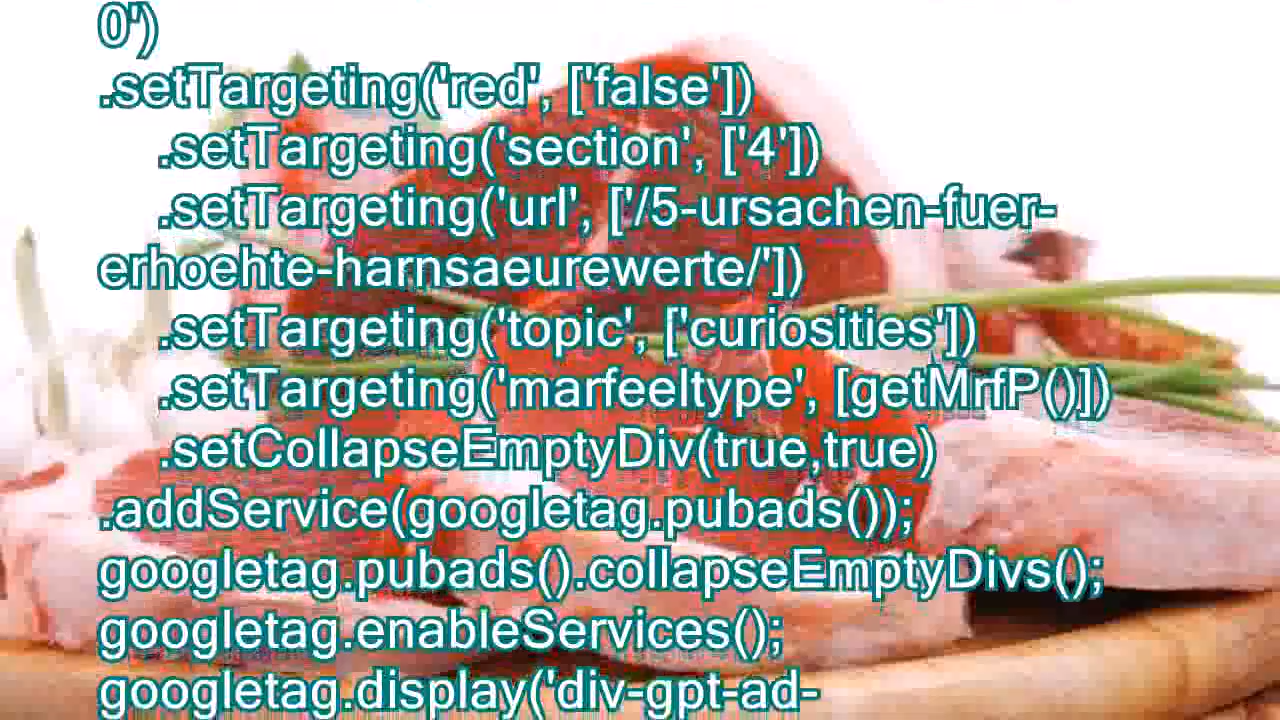 0')
.setTargeting('red', ['false'])
.setTargeting('section', ['4'])
.setTargeting('url', ['/5-ursachen-fuer-
erhoehte-harnsaeurewerte/'])
.setTargeting('topic', ['curiosities'])
.setTargeting('marfeeltype', [getMrfP()])
.setCollapseEmptyDiv(true,true)
.addService(googletag.pubads());
googletag.pubads().collapseEmptyDivs();
googletag.enableServices();
googletag.display('div-gpt-ad-